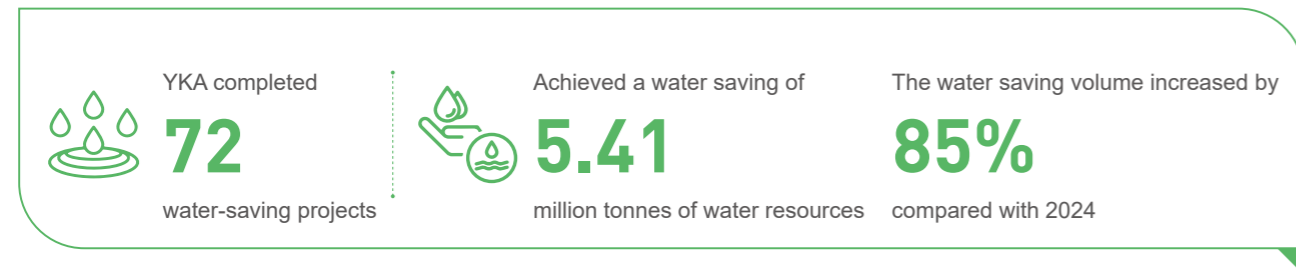 YKA completed
72
water-saving projects
Achieved a water saving of
5.41
million tonnes of water resources
The water saving volume increased by
85%
compared with 2024